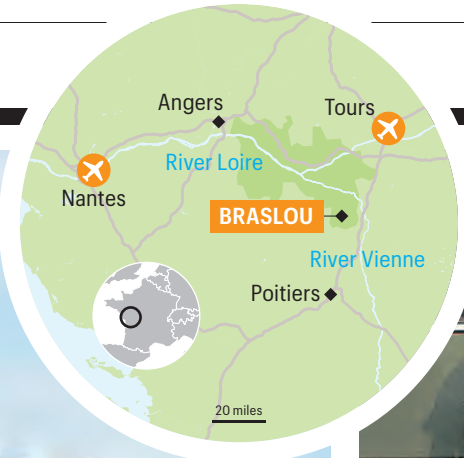 Angers
Tours
River Loire
Nantes
BRASLOU
River Vienne
Poitiers
20 miles